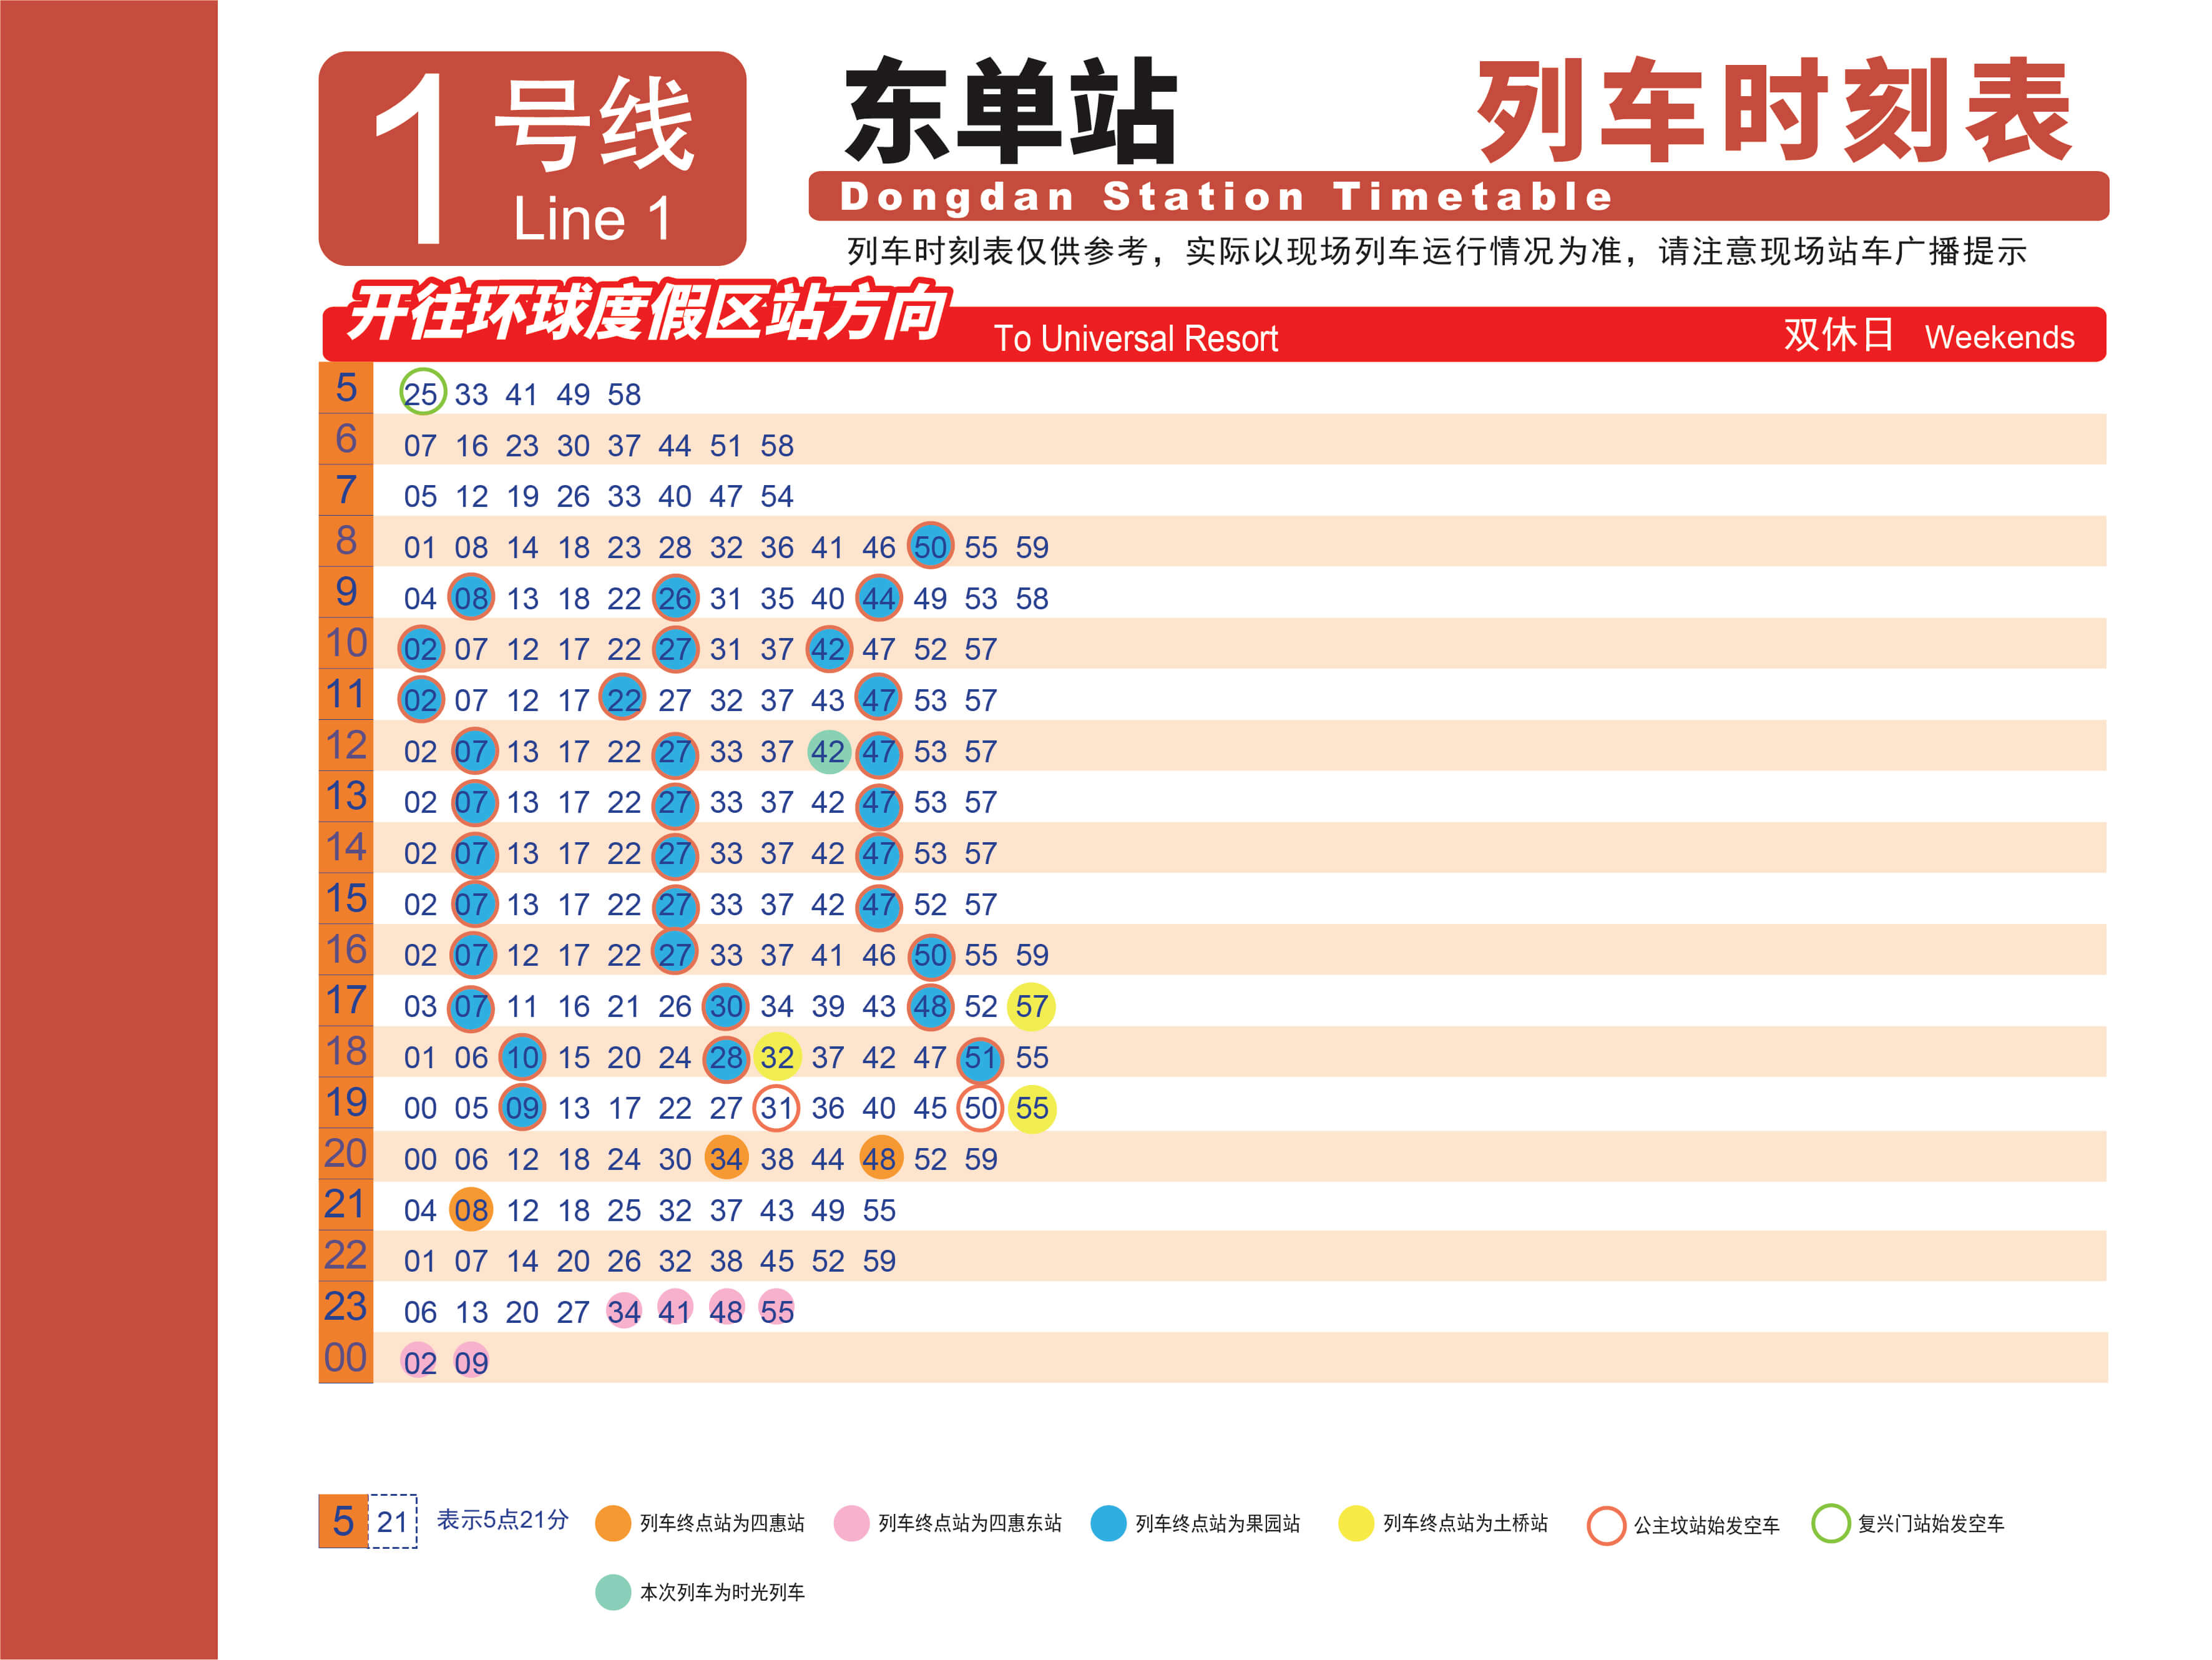 1号线
Line 1
东单站 列车时刻表
Dongdan Station Timetable
列车时刻表仅供参考，实际以现场列车运行情况为准，请注意现场站车广播提示
开往环球度假区站方向 To Universal Resort 双休日 Weekends
5 25 33 41 49 58
6 07 16 23 30 37 44 51 58
7 05 12 19 26 33 40 47 54
8 01 08 14 18 23 28 32 36 41 46 50 55 59
9 04 08 13 18 22 26 31 35 40 44 49 53 58
10 02 07 12 17 22 27 31 37 42 47 52 57
11 02 07 12 17 22 27 32 37 43 47 53 57
12 02 07 13 17 22 27 33 37 42 47 53 57
13 02 07 13 17 22 27 33 37 42 47 53 57
14 02 07 13 17 22 27 33 37 42 47 53 57
15 02 07 13 17 22 27 33 37 42 47 52 57
16 02 07 12 17 22 27 33 37 41 46 50 55 59
17 03 07 11 16 21 26 30 34 39 43 48 52 57
18 01 06 10 15 20 24 28 32 37 42 47 51 55
19 00 05 09 13 17 22 27 31 36 40 45 50 55
20 00 06 12 18 24 30 34 38 44 48 52 59
21 04 08 12 18 25 32 37 43 49 55
22 01 07 14 20 26 32 38 45 52 59
23 06 13 20 27 34 41 48 55
00 02 09
5 21 表示5点21分 列车终点站为四惠站 列车终点站为四惠东站 列车终点站为果园站 列车终点站为土桥站 公主坟站始发空车 复兴门站始发空车
本次列车为时光列车